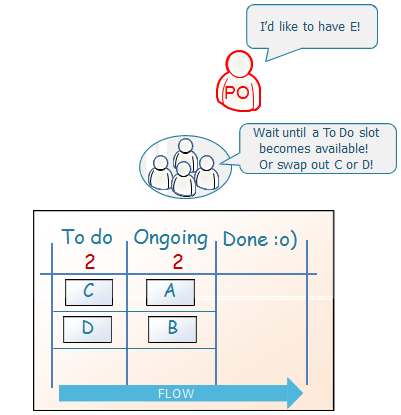 I'd like to have E!
PO
Wait until a To Do slot
becomes available!
Or swap out C or D!
To do Ongoing Done :o)
2 2
C A
D B
FLOW